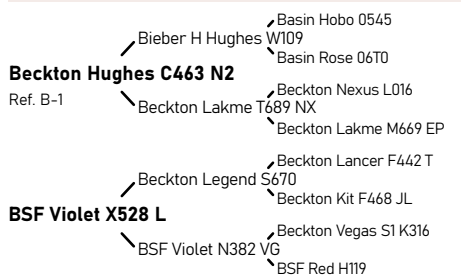 Basin Hobo 0545
Bieber H Hughes W109
Basin Rose 06T0
Beckton Hughes C463 N2
Ref. B-1
Beckton Nexus L016
Beckton Lakme T689 NX
Beckton Lakme M669 EP
Beckton Lancer F442 T
Beckton Legend S670
Beckton Kit F468 JL
BSF Violet X528 L
Beckton Vegas S1 K316
BSF Violet N382 VG
BSF Red H119